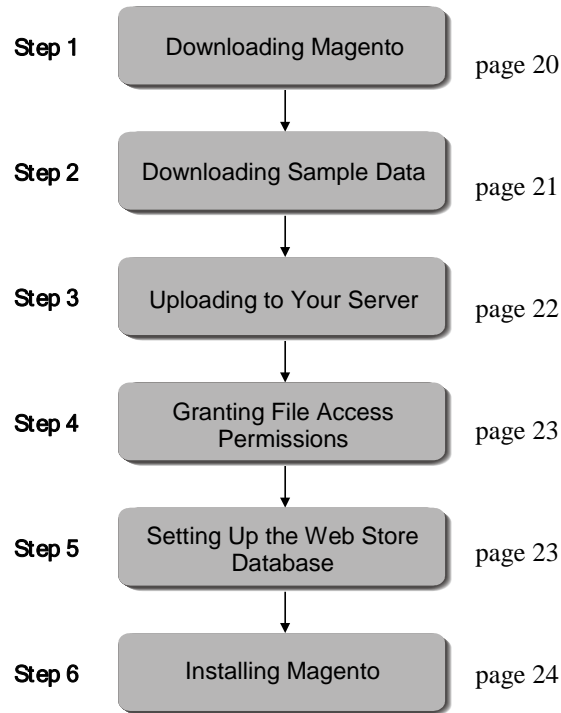 Step 1
Downloading Magento
page 20
Step 2
Downloading Sample Data
page 21
Step 3
Uploading to Your Server
page 22
Step 4
Granting File Access
Permissions
page 23
Step 5
Setting Up the Web Store
Database
page 23
Step 6
Installing Magento
page 24